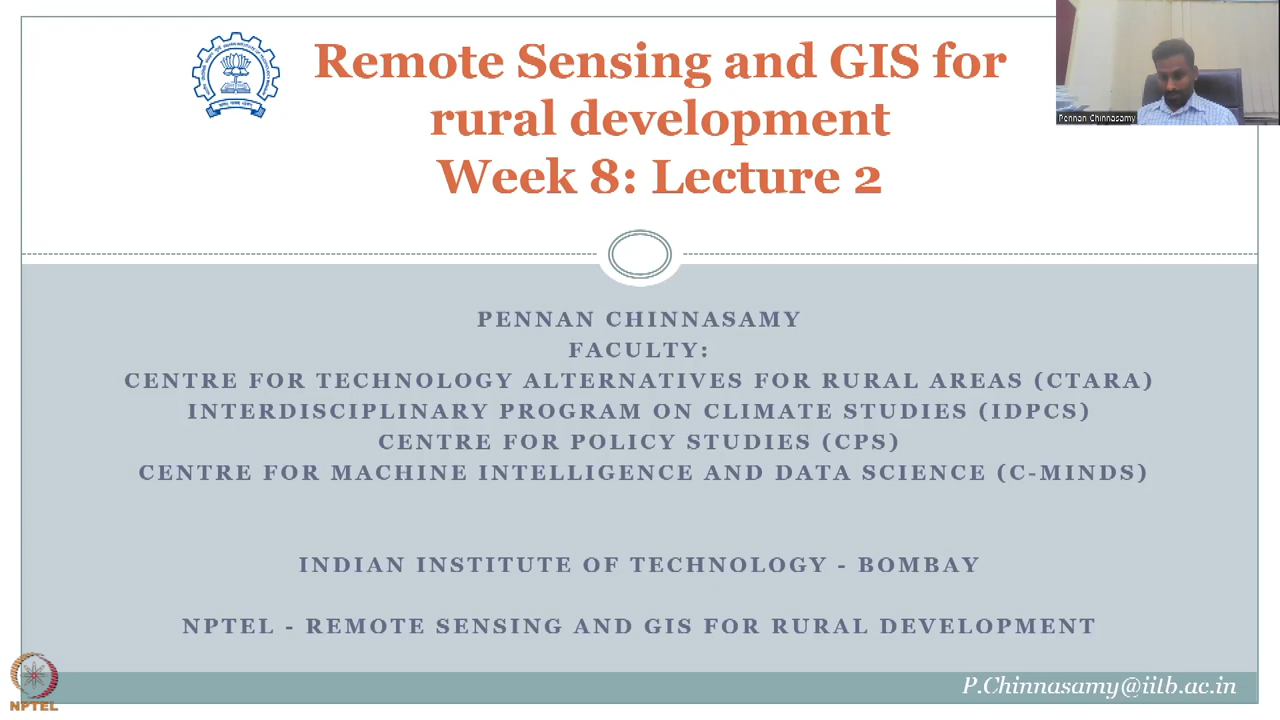 Remote Sensing and GIS for
rural development
Week 8: Lecture 2
Pennan Chinnasamy
PENNAN CHINNASAMY
FACULTY:
CENTRE FOR TECHNOLOGY ALTERNATIVES FOR RURAL AREAS (CTARA)
INTERDISCIPLINARY PROGRAM ON CLIMATE STUDIES (IDPCS)
CENTRE FOR POLICY STUDIES (CPS)
CENTRE FOR MACHINE INTELLIGENCE AND DATA SCIENCE (C-MINDS)
INDIAN INSTITUTE OF TECHNOLOGY - BOMBAY
NPTEL - REMOTE SENSING AND GIS FOR RURAL DEVELOPMENT
P.Chinnasamy@iitb.ac.in
NPTEL